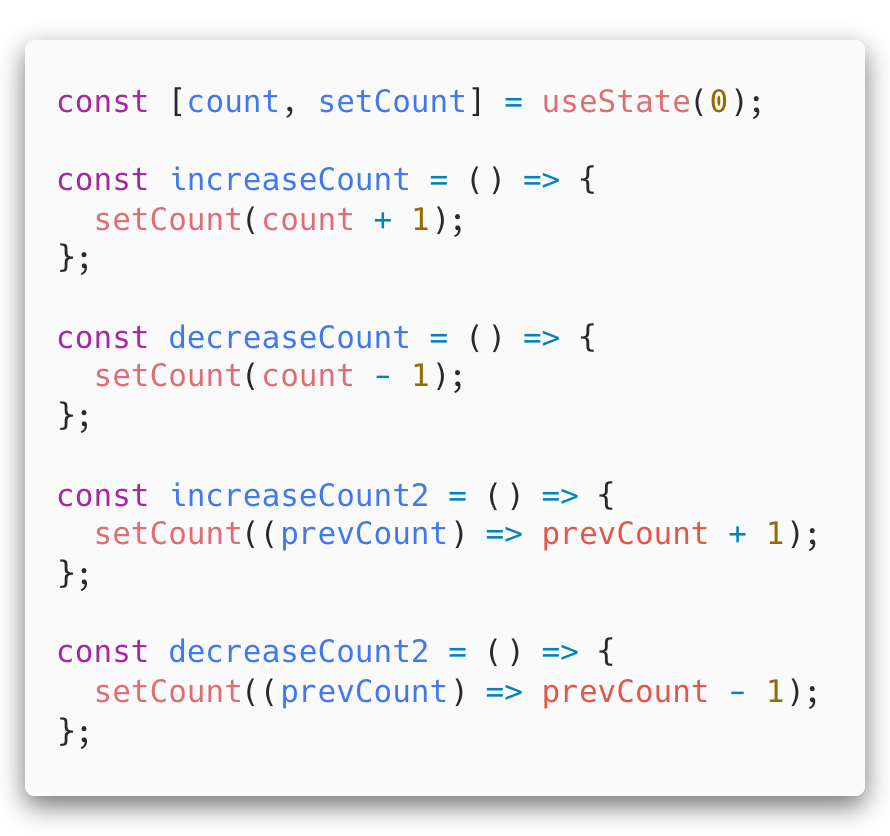 const [count, setCount] = useState(0);
const increaseCount = () => {
  setCount(count + 1);
};
const decreaseCount = () => {
  setCount(count - 1);
};
const increaseCount2 = () => {
  setCount((prevCount) => prevCount + 1);
};
const decreaseCount2 = () => {
  setCount((prevCount) => prevCount - 1);
};